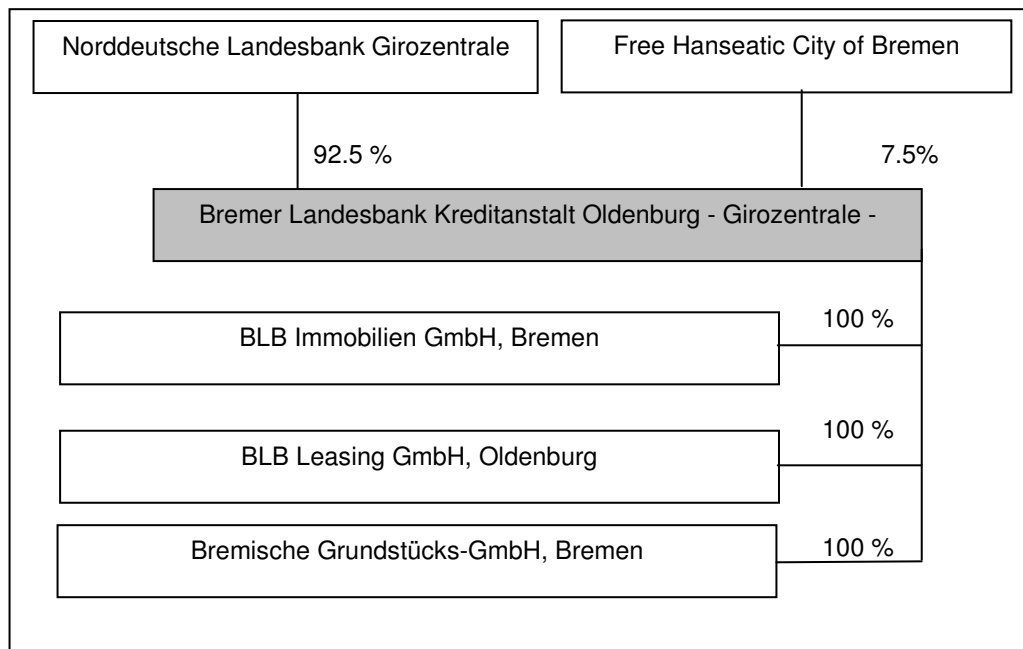 Norddeutsche Landesbank Girozentrale
Free Hanseatic City of Bremen
92.5 %
7.5%
Bremer Landesbank Kreditanstalt Oldenburg - Girozentrale -
100 %
BLB Immobilien GmbH, Bremen
100 %
BLB Leasing GmbH, Oldenburg
100 %
Bremische Grundstücks-GmbH, Bremen